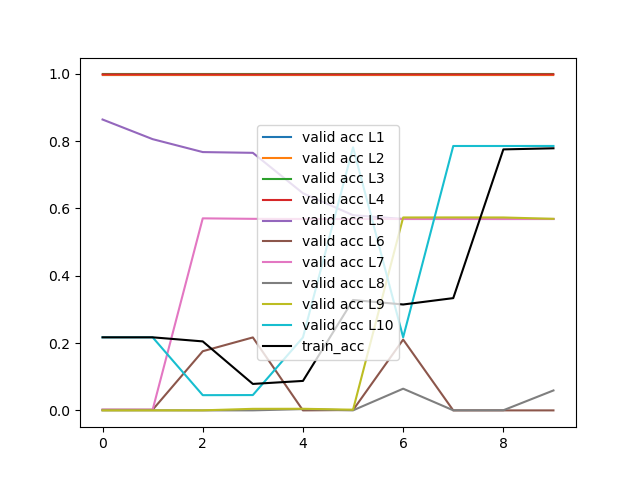 1.0
0.8
0.6
0.4
0.2
0.0
0 2 4 6 8
valid acc L1
valid acc L2
valid acc L3
valid acc L4
valid acc L5
valid acc L6
valid acc L7
valid acc L8
valid acc L9
valid acc L10
train_acc